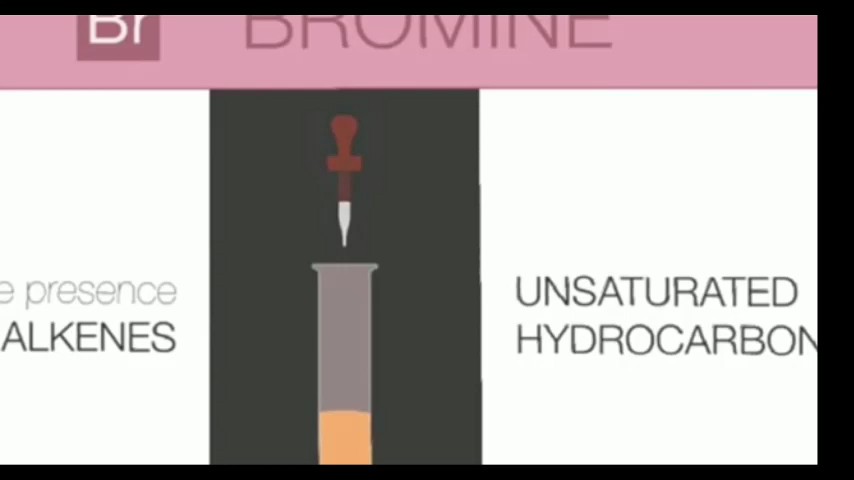 Br BROMINE
e presence
ALKENES
UNSATURATED
HYDROCARBON